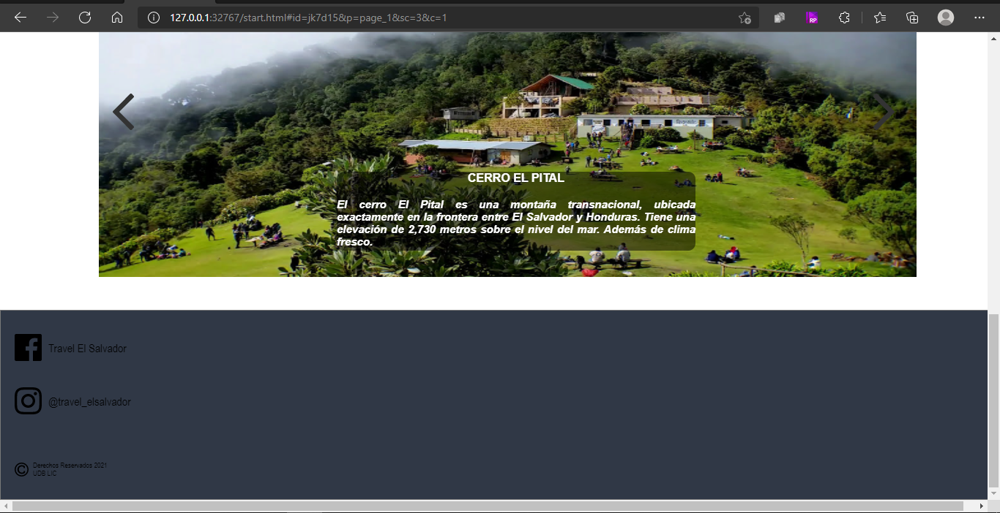 127.0.0.1:32767/start.html#id=jk7d15&p=page_1&sc=3&c=1
RP
CERRO EL PITAL
El cerro El Pital es una montaña transnacional, ubicada
exactamente en la frontera entre El Salvador y Honduras. Tiene una
elevación de 2,730 metros sobre el nivel del mar. Además de clima
fresco.
Travel El Salvador
@travel_elsalvador
© Derechos Reservados 2021
UDB LIC